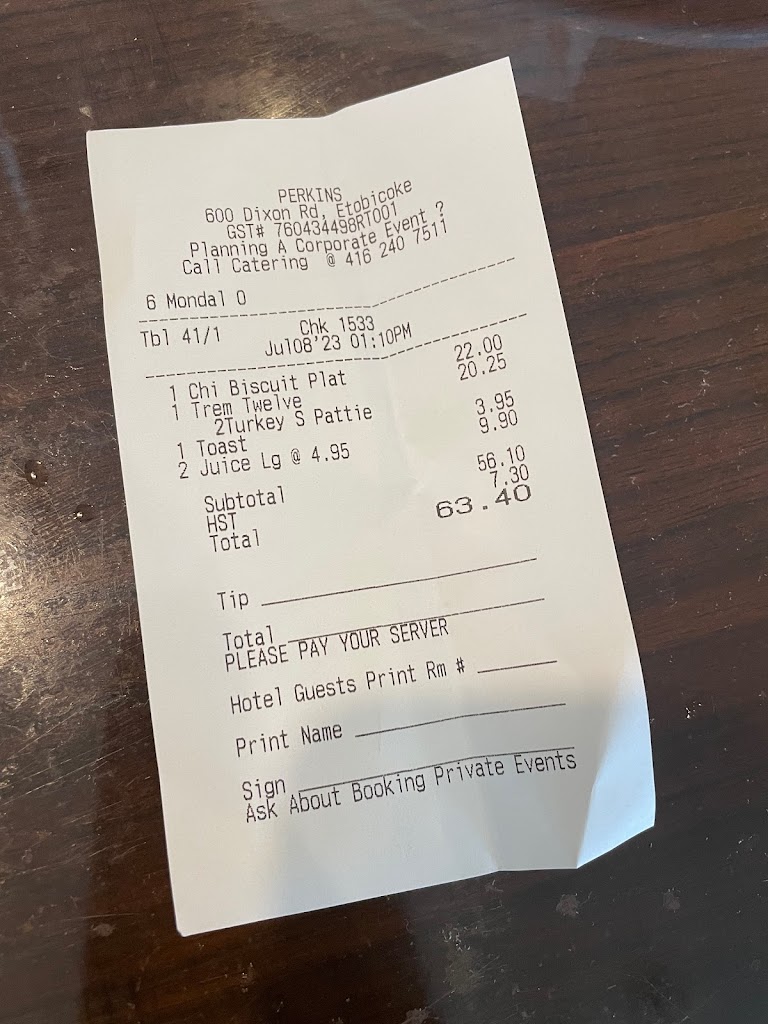 PERKINS
600 Dixon Rd, Etobicoke
GST# 760434498RT001
Planning A Corporate Event ?
Call Catering @ 416 240 7511
6 Mondal O
Tbl 41/1 Chk 1533
Jul08'23 01:10PM
1 Chi Biscuit Plat 22.00
1 Trem Twelve 20.25
2Turkey S Pattie
1 Toast 3.95
2 Juice Lg @ 4.95 9.90
Subtotal 56.10
HST 7.30
Total 63.40
Tip
Total
PLEASE PAY YOUR SERVER
Hotel Guests Print Rm #
Print Name
Sign
Ask About Booking Private Events